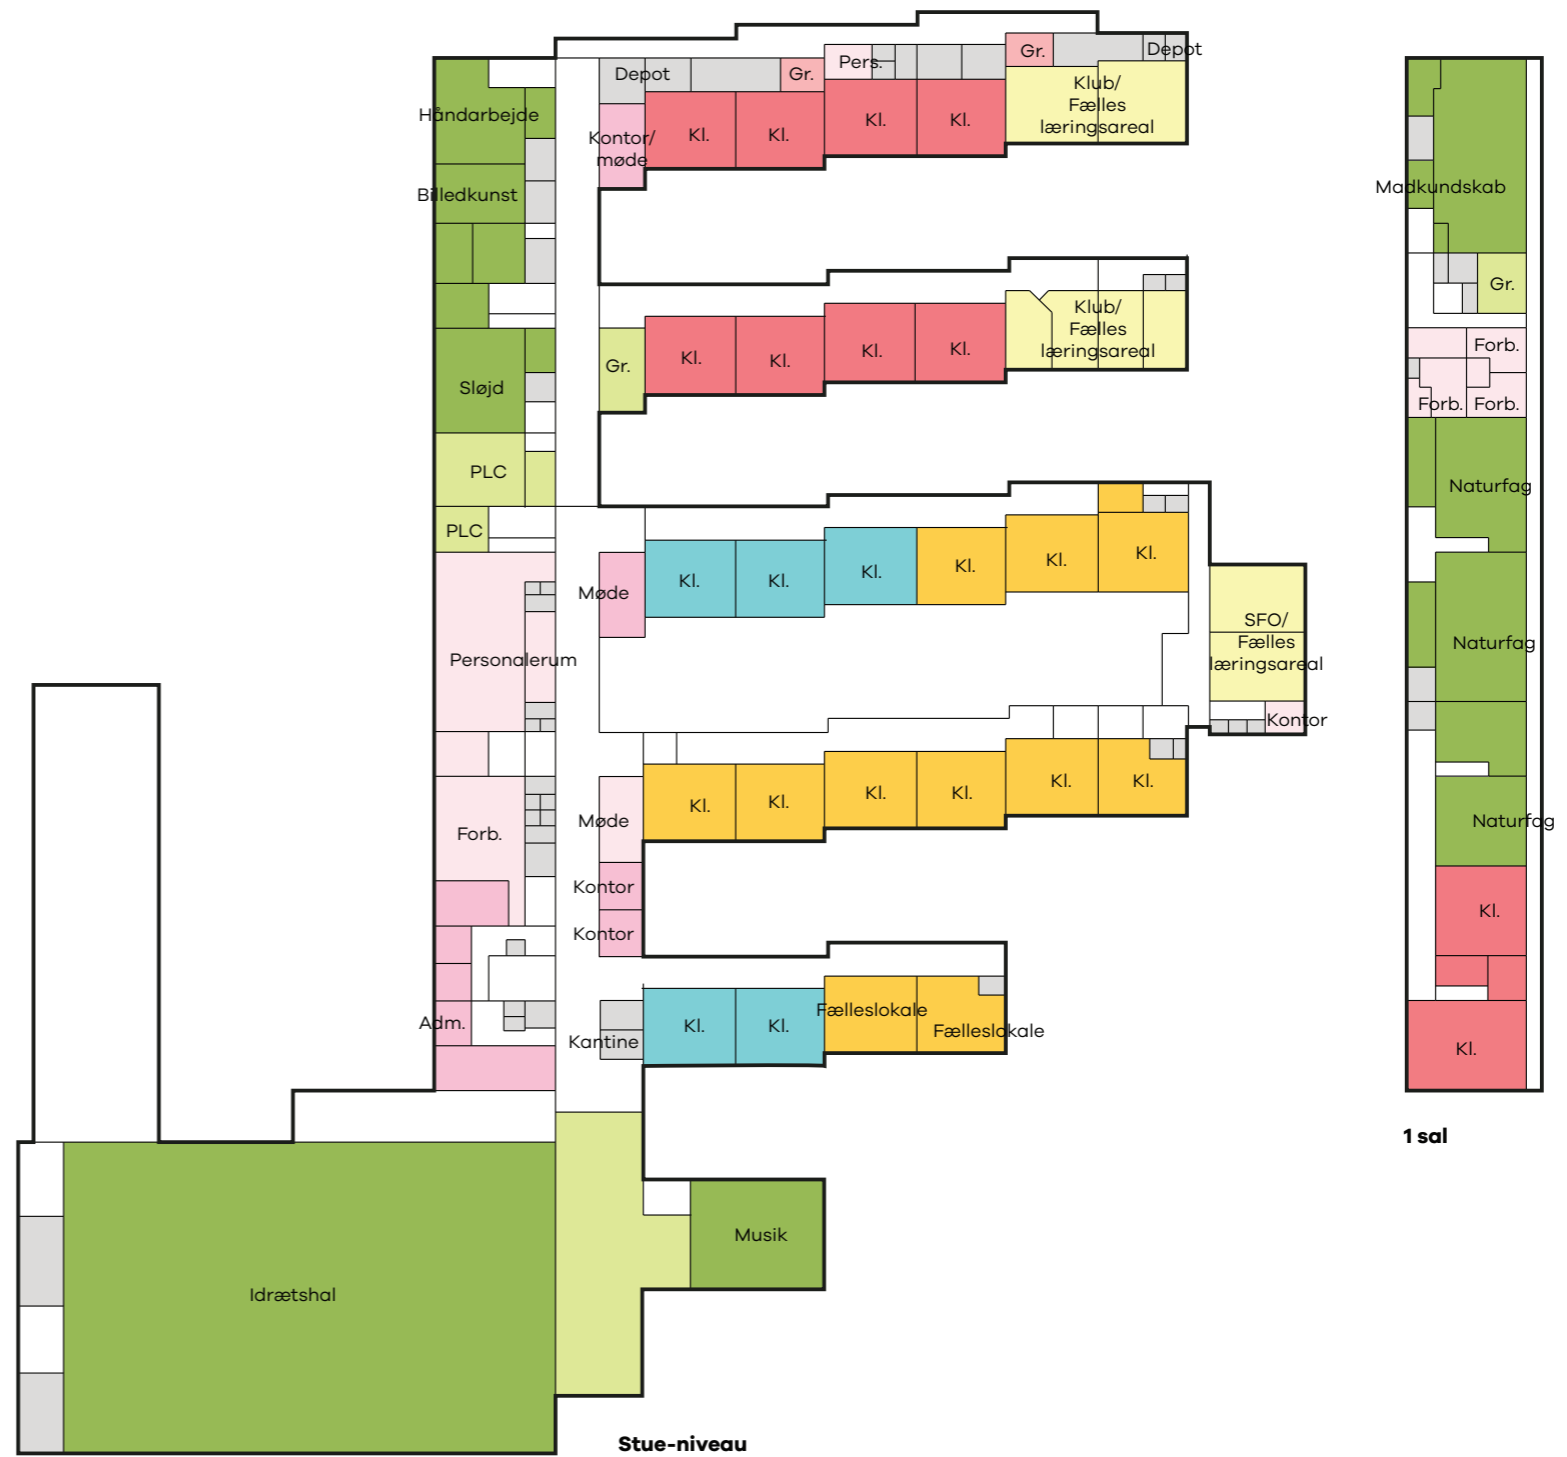 Gr.
Depot
Pers.
Depot
Gr.
Klub/
Fælles
læringsareal
Håndarbejde
Kontor/
møde
Kl.
Kl.
Kl.
Kl.
Billedkunst
Gr.
Kl.
Kl.
Kl.
Kl.
Klub/
Fælles
læringsareal
Sløjd
PLC
PLC
Møde
Kl.
Kl.
Kl.
Kl.
Kl.
Kl.
SFO/
Fælles
læringsareal
Kontor
Personalerum
Forb.
Møde
Kl.
Kl.
Kl.
Kl.
Kl.
Kl.
Kontor
Kontor
Adm.
Kantine
Kl.
Kl.
Fælleslokale
Fælleslokale
Musik
Idrætshal
Stue-niveau
Madkundskab
Gr.
Forb.
Forb.
Forb.
Naturfag
Naturfag
Naturfag
Kl.
Kl.
1 sal